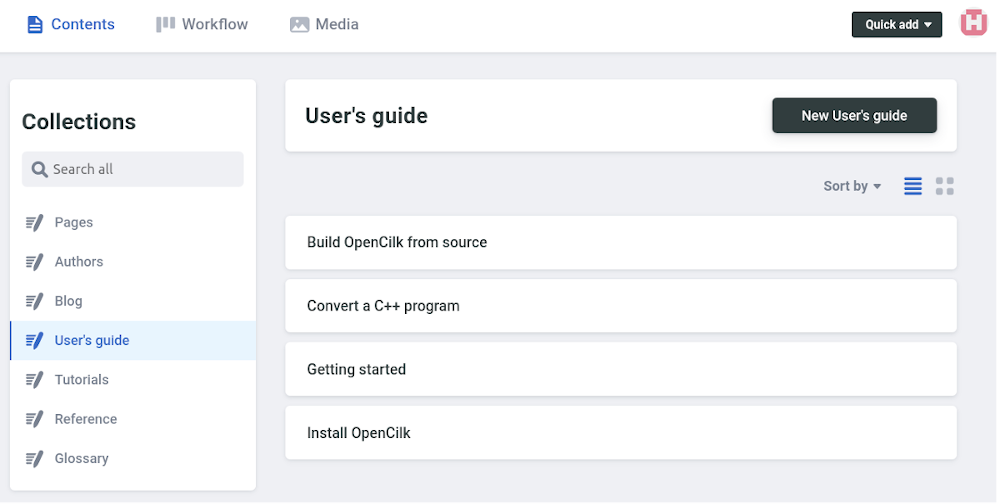 Contents
Workflow
Media
Quick add
H
Collections
Search all
Pages
Authors
Blog
User's guide
Tutorials
Reference
Glossary
User's guide
New User's guide
Sort by
Build OpenCilk from source
Convert a C++ program
Getting started
Install OpenCilk